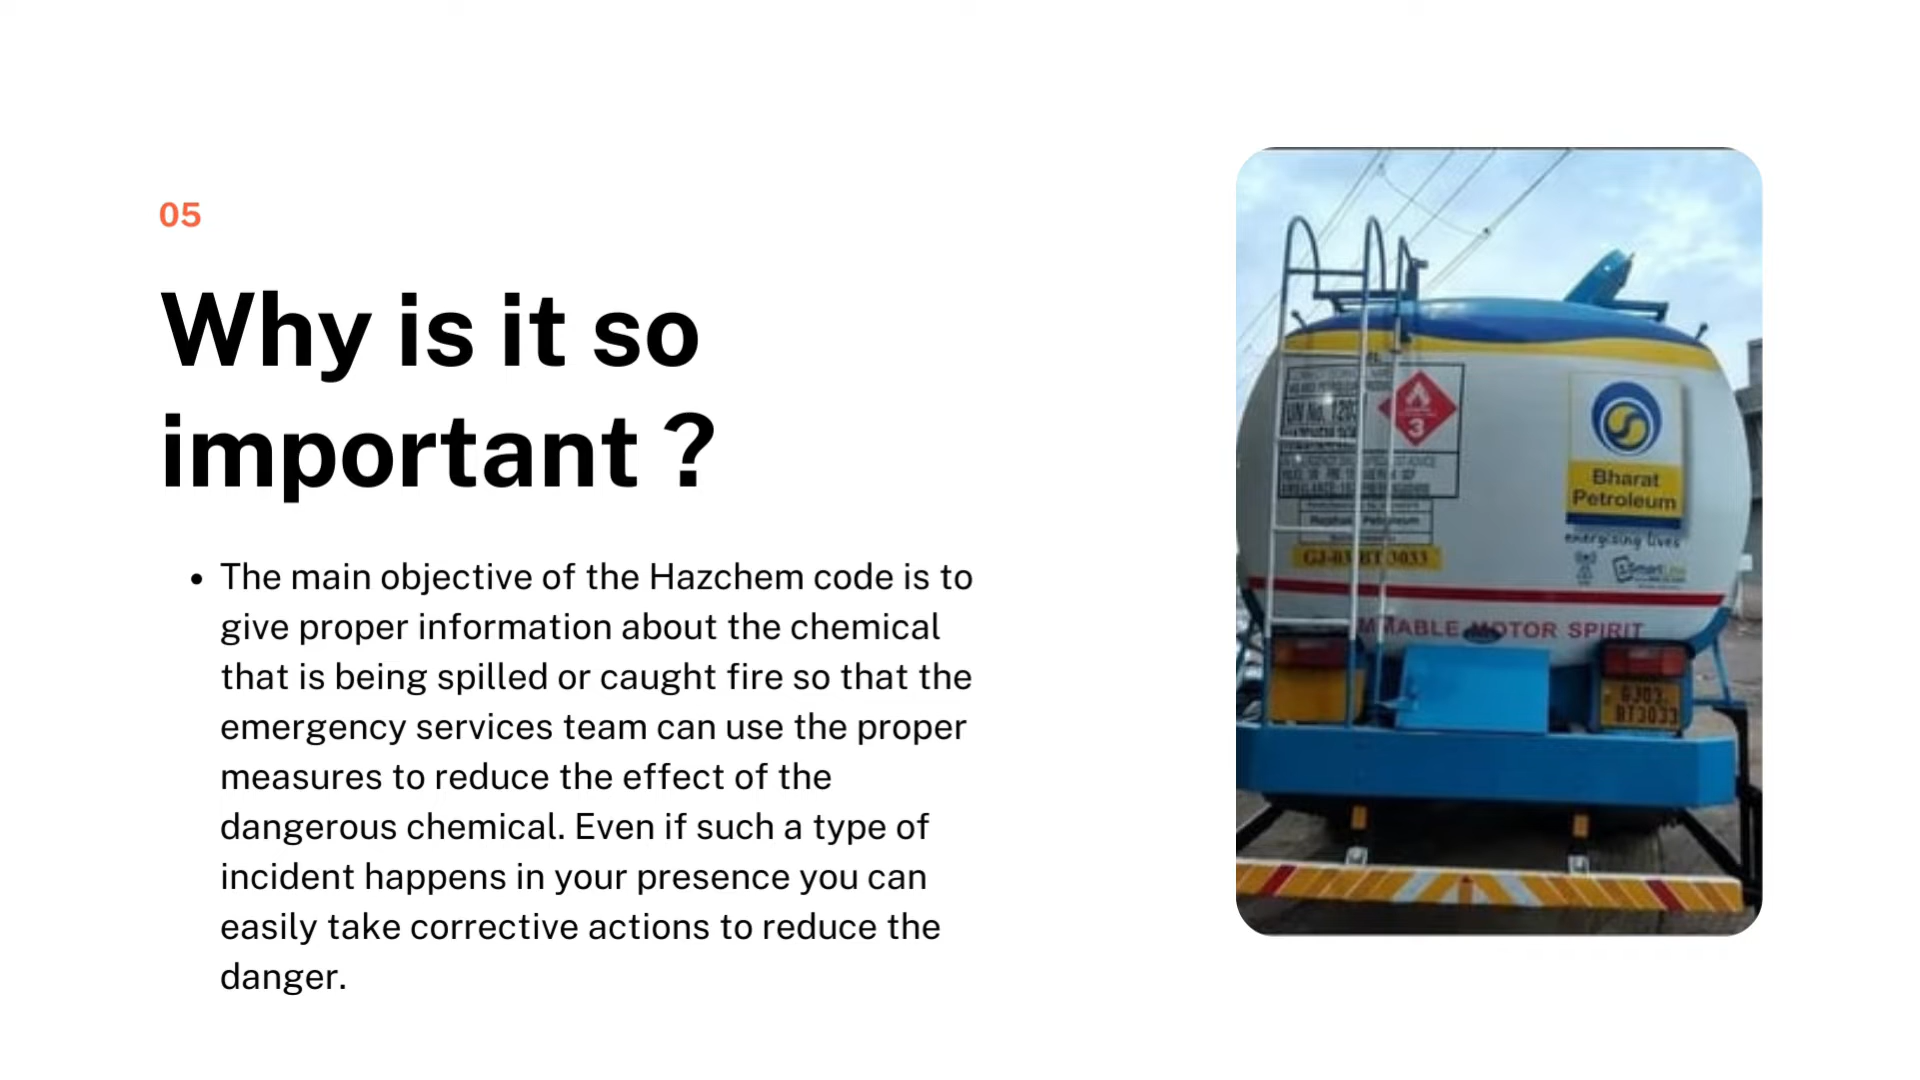 05
Why is it so
important ?
• The main objective of the Hazchem code is to
give proper information about the chemical
that is being spilled or caught fire so that the
emergency services team can use the proper
measures to reduce the effect of the
dangerous chemical. Even if such a type of
incident happens in your presence you can
easily take corrective actions to reduce the
danger.
UN No.
3
Bharat
Petroleum
energising lives
GJ-03 BT 3033
MMABLE MOTOR SPIRIT
GJ03
BT3033